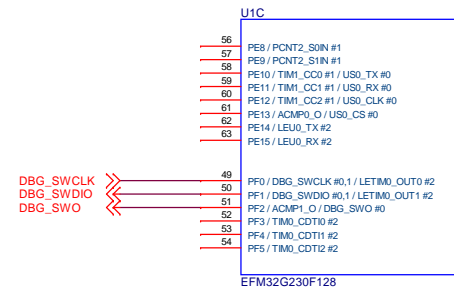 U1C
56 PE8 / PCNT2_S0IN #1
57 PE9 / PCNT2_S1IN #1
58 PE10 / TIM1_CC0 #1 / US0_TX #0
59 PE11 / TIM1_CC1 #1 / US0_RX #0
60 PE12 / TIM1_CC2 #1 / US0_CLK #0
61 PE13 / ACMP0_O / US0_CS #0
62 PE14 / LEU0_TX #2
63 PE15 / LEU0_RX #2
DBG_SWCLK 49 PF0 / DBG_SWCLK #0,1 / LETIM0_OUT0 #2
DBG_SWDIO 50 PF1 / DBG_SWDIO #0,1 / LETIM0_OUT1 #2
DBG_SWO 51 PF2 / ACMP1_O / DBG_SWO #0
52 PF3 / TIM0_CDTI0 #2
53 PF4 / TIM0_CDTI1 #2
54 PF5 / TIM0_CDTI2 #2
EFM32G230F128